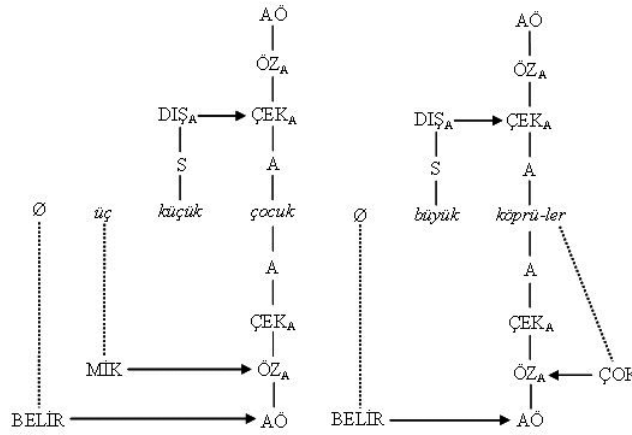 AÖ AÖ
ÖZA ÖZA
DIŞA ÇEKA DIŞA ÇEKA
S A S A
Ø üç küçük çocuk Ø büyük köprü-ler
A A
ÇEKA ÇEKA
MİK ÖZA ÖZA ÇOK
BELİR AÖ BELİR AÖ